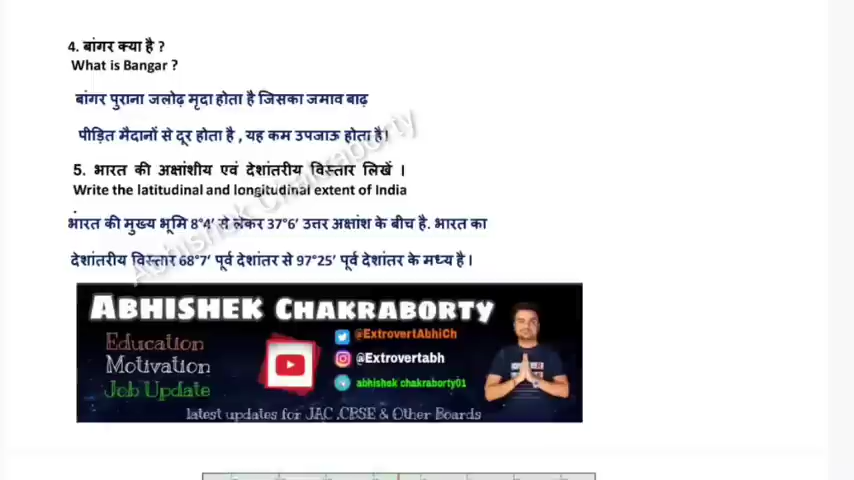 4. बांगर क्या है ?
What is Bangar ?
बांगर पुराना जलोढ़ मृदा होता है जिसका जमाव बाढ़
पीड़ित मैदानों से दूर होता है , यह कम उपजाऊ होता है।
5. भारत की अक्षांशीय एवं देशांतरीय विस्तार लिखें ।
Write the latitudinal and longitudinal extent of India
भारत की मुख्य भूमि 8°4′ से लेकर 37°6′ उत्तर अक्षांश के बीच है. भारत का
देशांतरीय विस्तार 68°7′ पूर्व देशांतर से 97°25′ पूर्व देशांतर के मध्य है ।
Abhishek Chakraborty
ABHISHEK CHAKRABORTY
Education
Motivation
Job Update
@ExtrovertAbhiCh
@Extrovertabh
abhishek chakraborty01
latest updates for JAC ,CBSE & Other Boards